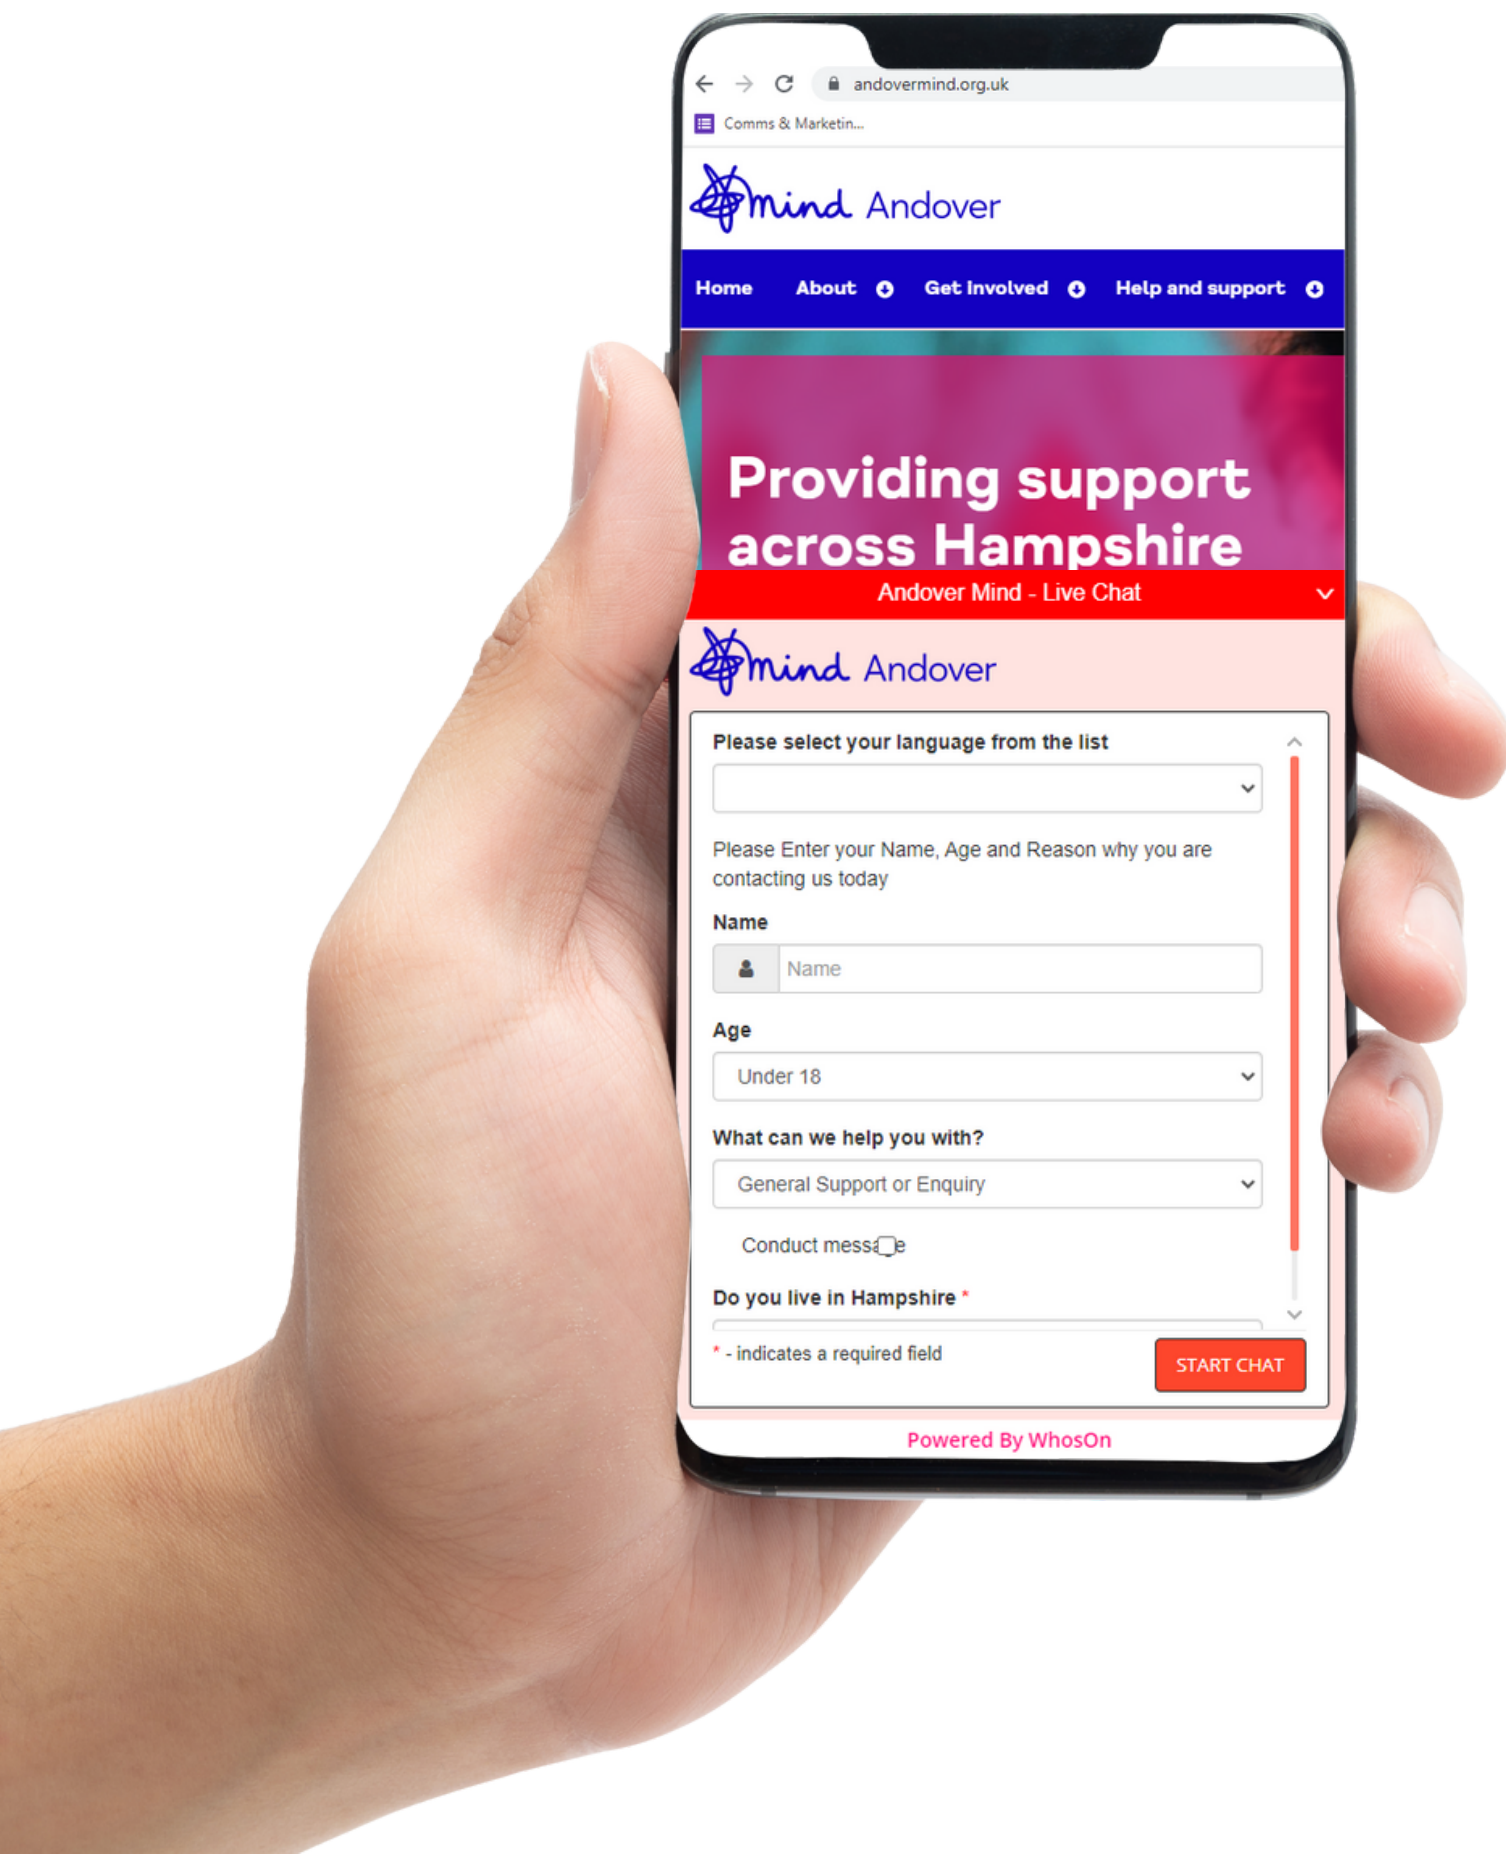 andovermind.org.uk
Comms & Marketin...
mind Andover
Home About Get involved Help and support
Providing support
across Hampshire
Andover Mind - Live Chat
mind Andover
Please select your language from the list
Please Enter your Name, Age and Reason why you are
contacting us today
Name
Name
Age
Under 18
What can we help you with?
General Support or Enquiry
Conduct message
Do you live in Hampshire *
* - indicates a required field
START CHAT
Powered By WhosOn